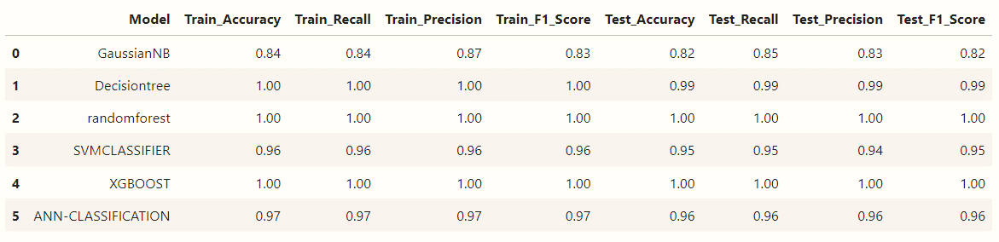 Model Train_Accuracy Train_Recall Train_Precision Train_F1_Score Test_Accuracy Test_Recall Test_Precision Test_F1_Score
0 GaussianNB 0.84 0.84 0.87 0.83 0.82 0.85 0.83 0.82
1 Decisiontree 1.00 1.00 1.00 1.00 0.99 0.99 0.99 0.99
2 randomforest 1.00 1.00 1.00 1.00 1.00 1.00 1.00 1.00
3 SVMCLASSIFIER 0.96 0.96 0.96 0.96 0.95 0.95 0.94 0.95
4 XGBOOST 1.00 1.00 1.00 1.00 1.00 1.00 1.00 1.00
5 ANN-CLASSIFICATION 0.97 0.97 0.97 0.97 0.96 0.96 0.96 0.96